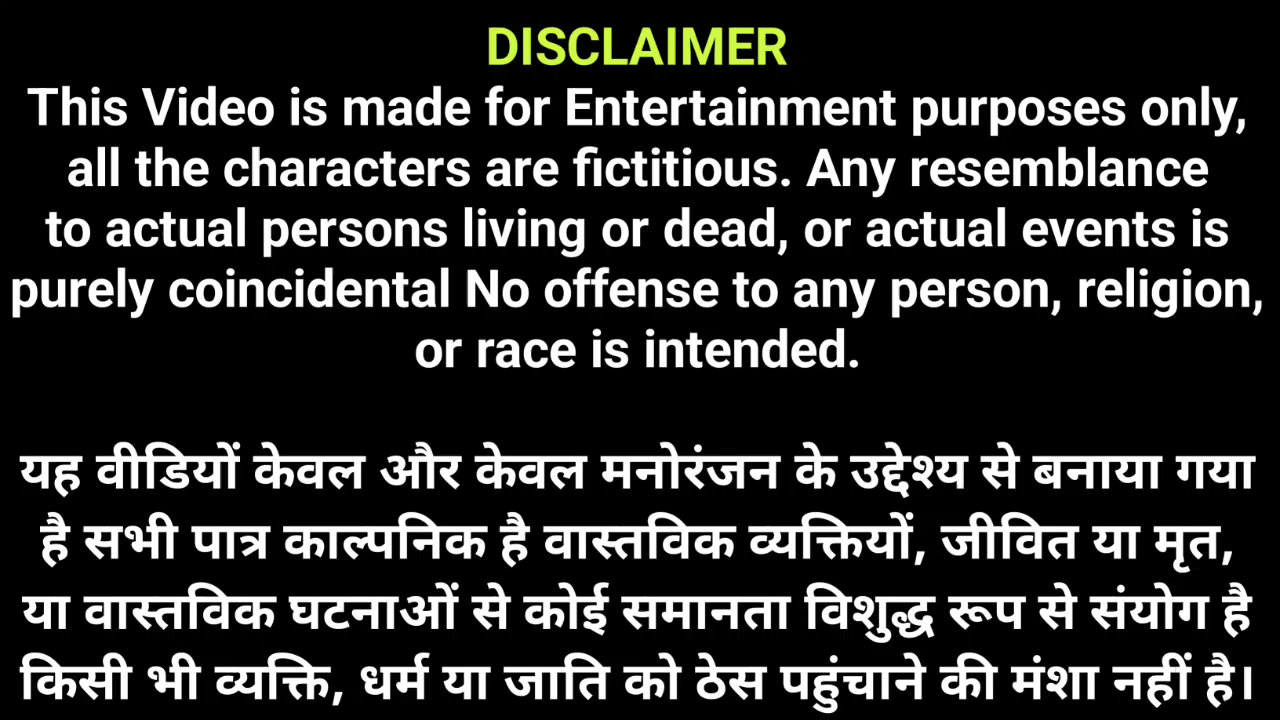 DISCLAIMER
This Video is made for Entertainment purposes only,
all the characters are fictitious. Any resemblance
to actual persons living or dead, or actual events is
purely coincidental No offense to any person, religion,
or race is intended.
यह वीडियों केवल और केवल मनोरंजन के उद्देश्य से बनाया गया
है सभी पात्र काल्पनिक है वास्तविक व्यक्तियों, जीवित या मृत,
या वास्तविक घटनाओं से कोई समानता विशुद्ध रूप से संयोग है
किसी भी व्यक्ति, धर्म या जाति को ठेस पहुंचाने की मंशा नहीं है।